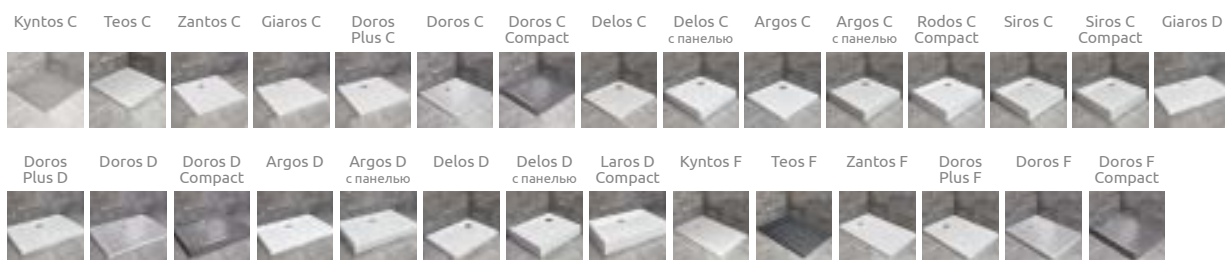 Kyntos C Teos C Zantos C Giaros C Doros Doros C Doros C Delos C Delos C Argos C Argos C Rodos C Siros C Siros C Giaros D
Plus C Compact с панелью с панелью Compact Compact
Doros Doros D Doros D Argos D Argos D Delos D Delos D Laros D Kyntos F Teos F Zantos F Doros Doros F Doros F
Plus D Compact с панелью с панелью Compact Plus F Compact